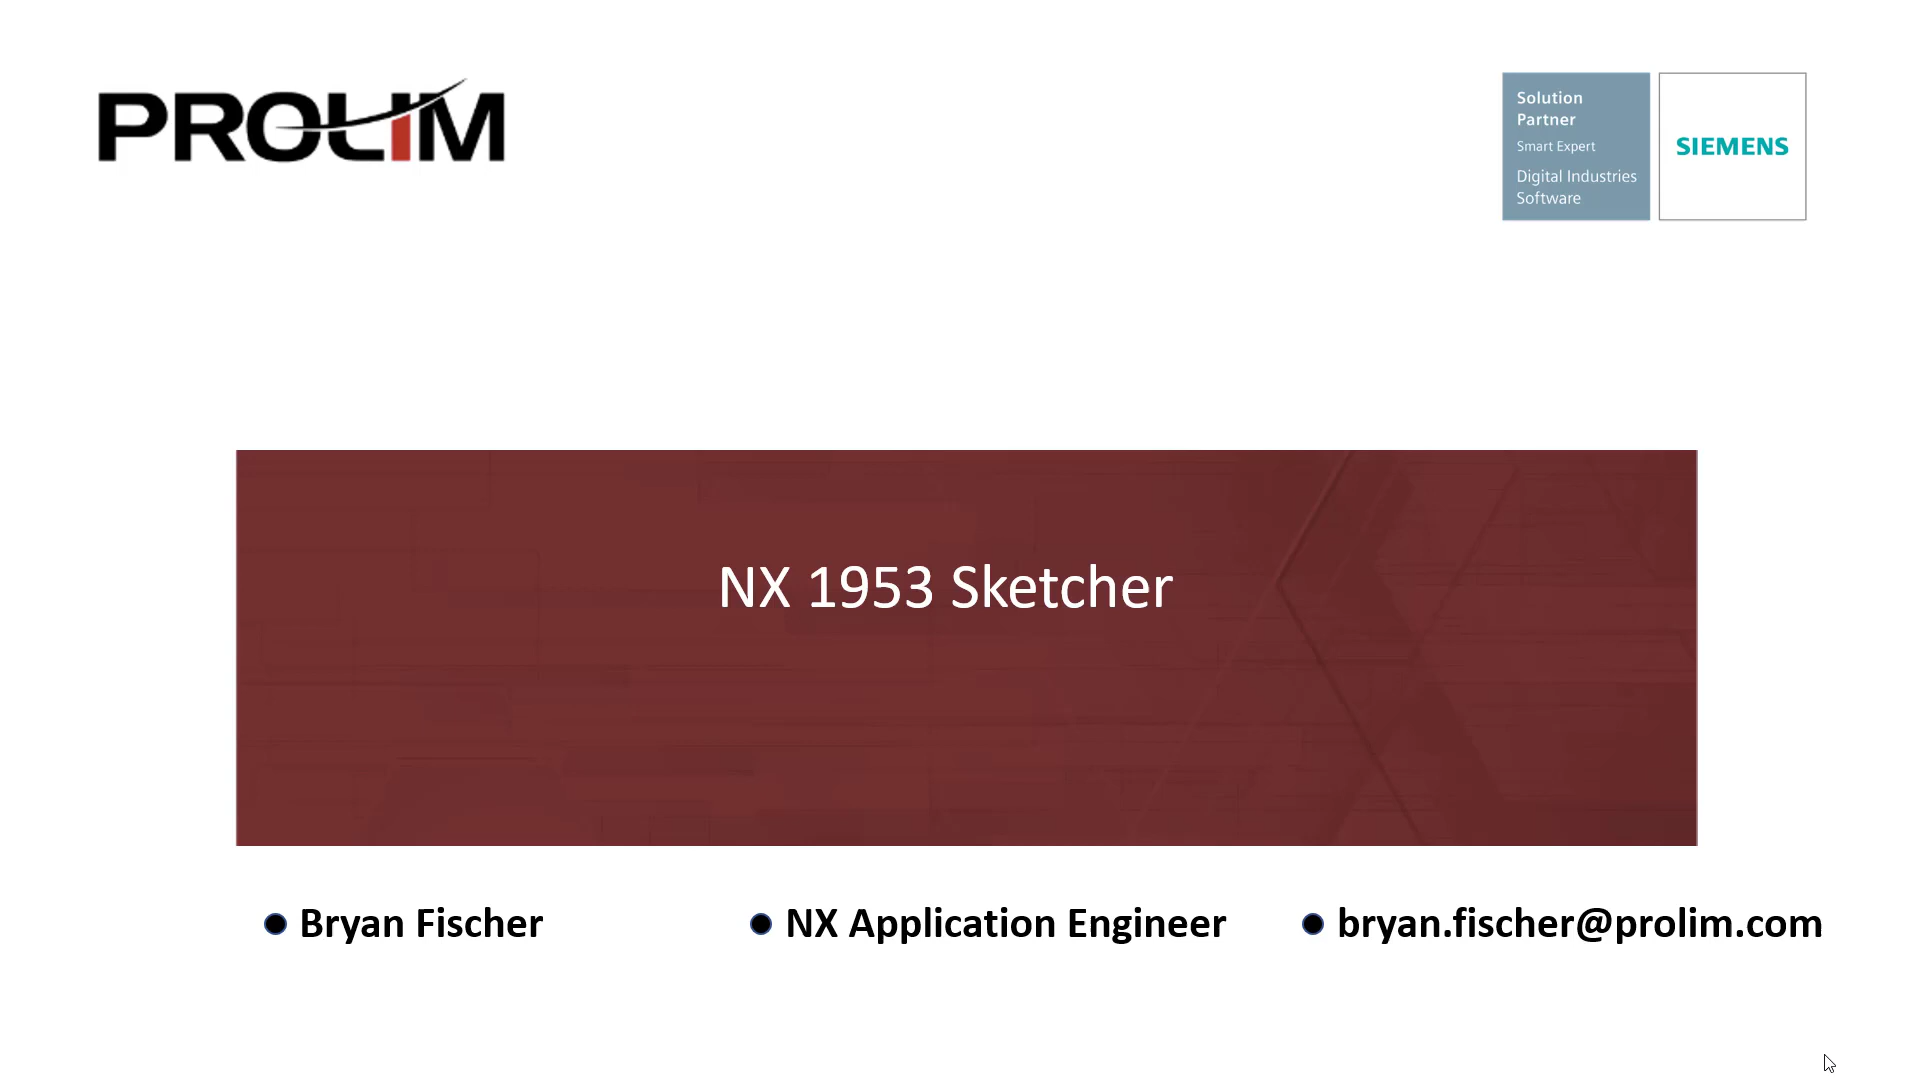 PROLIM
Solution
Partner
Smart Expert
Digital Industries
Software
SIEMENS
NX 1953 Sketcher
• Bryan Fischer
• NX Application Engineer
• bryan.fischer@prolim.com